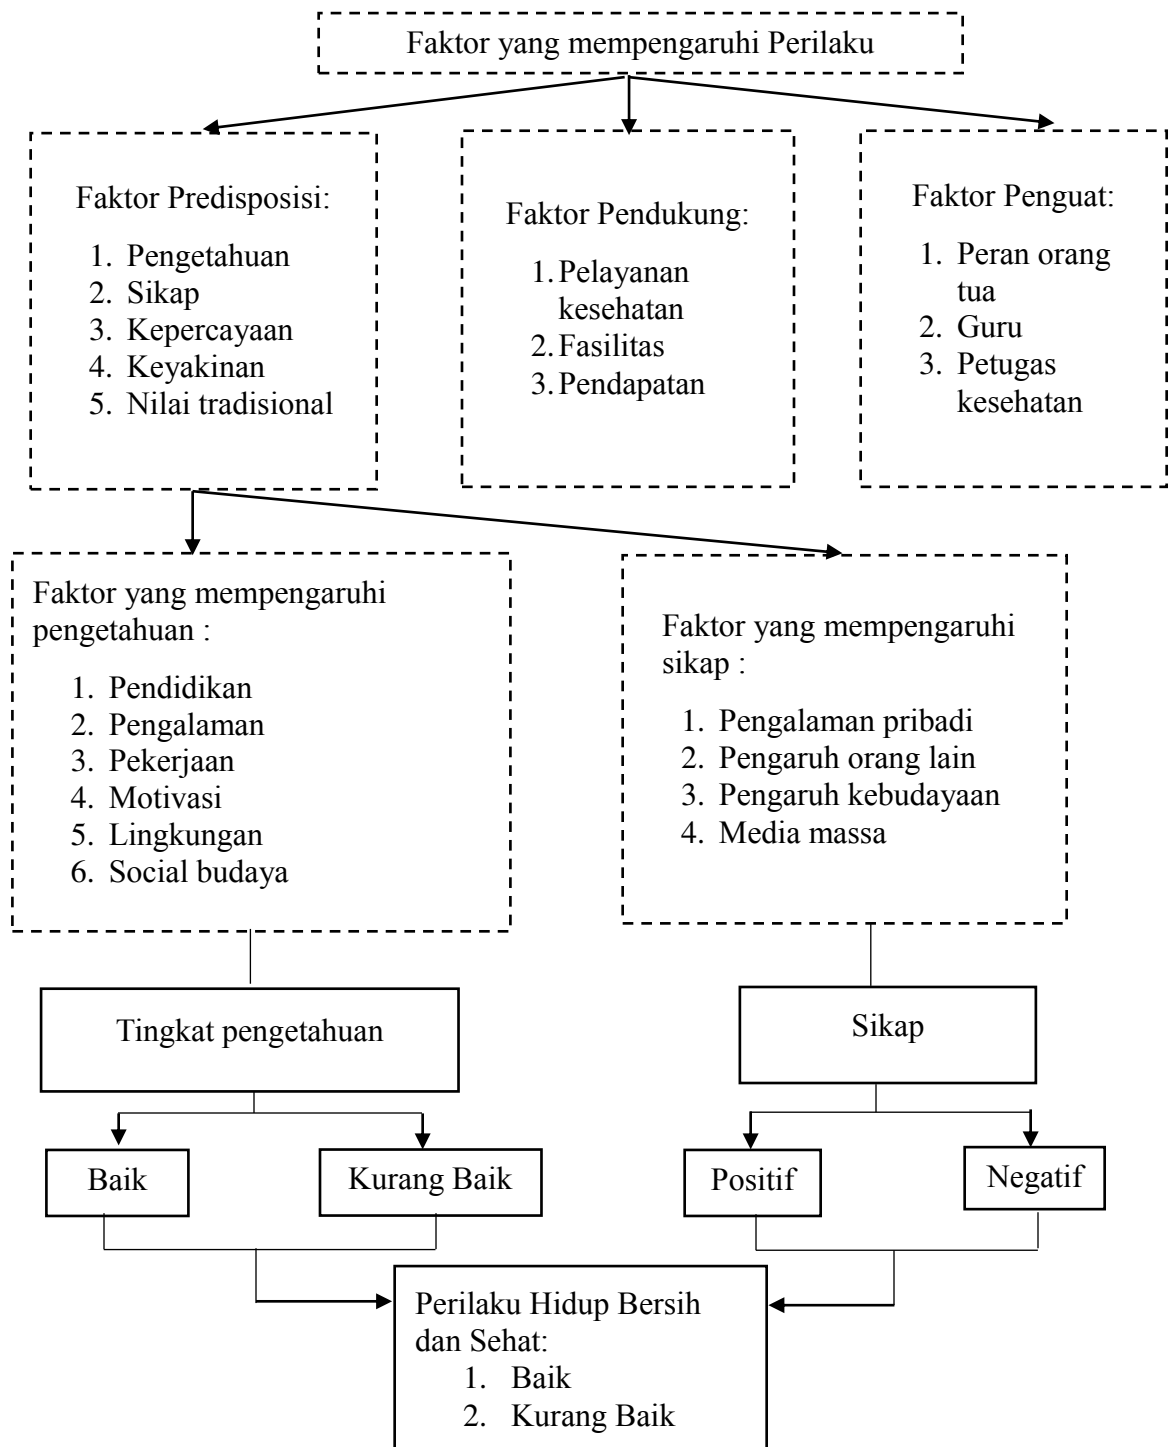 Faktor yang mempengaruhi Perilaku
Faktor Predisposisi:
1. Pengetahuan
2. Sikap
3. Kepercayaan
4. Keyakinan
5. Nilai tradisional
Faktor Pendukung:
1. Pelayanan
kesehatan
2. Fasilitas
3. Pendapatan
Faktor Penguat:
1. Peran orang
tua
2. Guru
3. Petugas
kesehatan
Faktor yang mempengaruhi
pengetahuan :
1. Pendidikan
2. Pengalaman
3. Pekerjaan
4. Motivasi
5. Lingkungan
6. Social budaya
Faktor yang mempengaruhi
sikap :
1. Pengalaman pribadi
2. Pengaruh orang lain
3. Pengaruh kebudayaan
4. Media massa
Tingkat pengetahuan
Sikap
Baik
Kurang Baik
Positif
Negatif
Perilaku Hidup Bersih
dan Sehat:
1. Baik
2. Kurang Baik